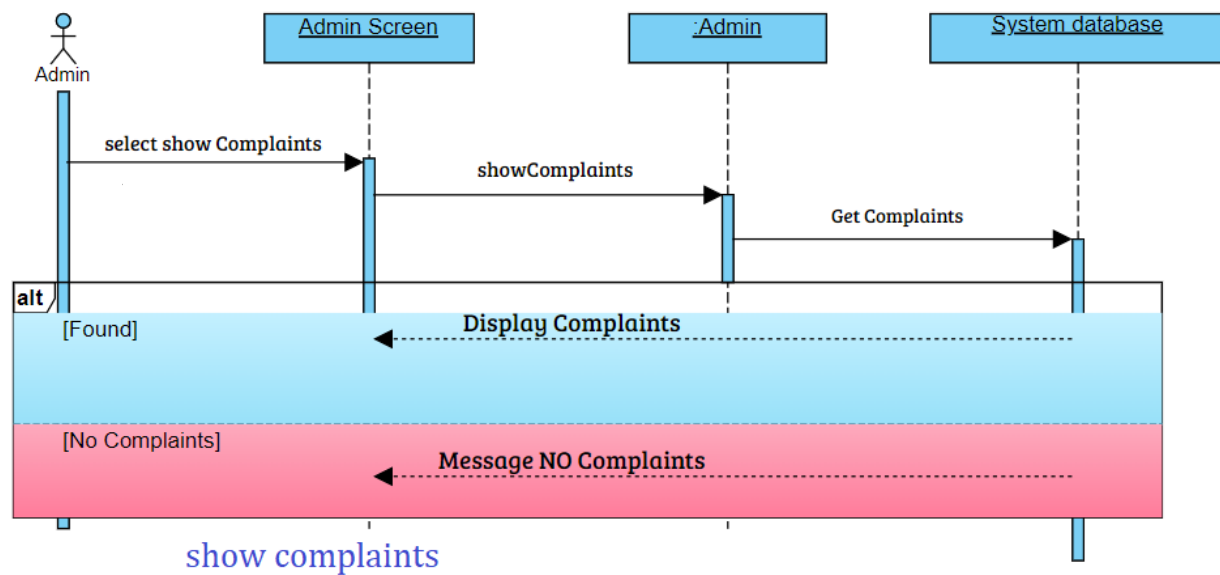 Admin Screen
:Admin
System database
Admin
select show Complaints
showComplaints
Get Complaints
alt
[Found]
Display Complaints
[No Complaints]
Message NO Complaints
show complaints